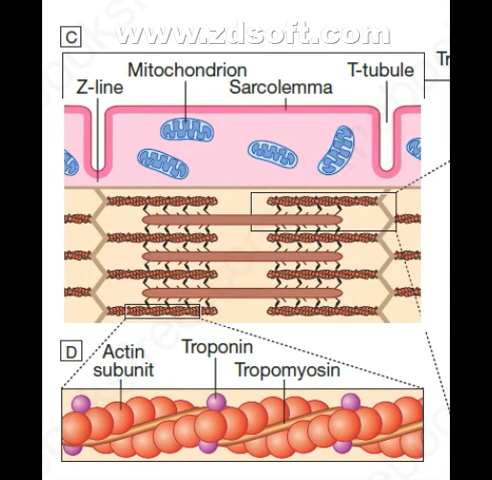 C
www.zdsoft.com
Mitochondrion
T-tubule
Z-line
Sarcolemma
D
Actin
subunit
Troponin
Tropomyosin